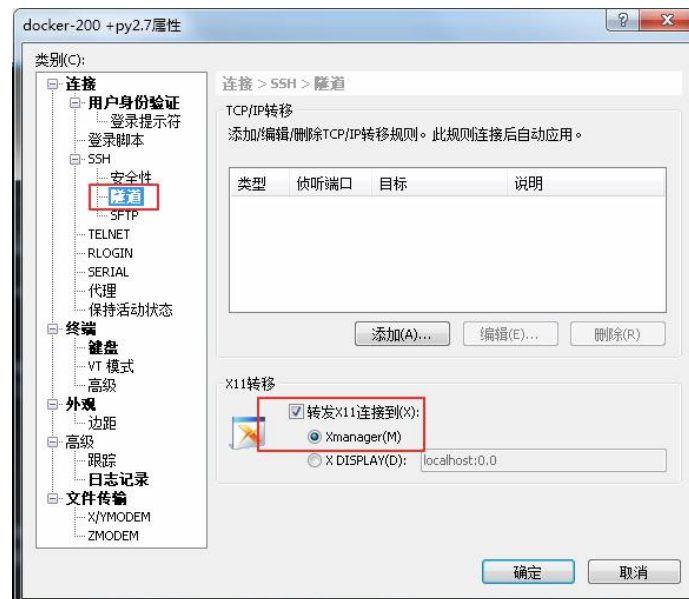 docker-200 +py2.7属性
类别(C):
连接
用户身份验证
登录提示符
登录脚本
SSH
安全性
隧道
SFTP
TELNET
RLOGIN
SERIAL
代理
保持活动状态
终端
键盘
VT 模式
高级
外观
边距
高级
跟踪
日志记录
文件传输
X/YMODEM
ZMODEM
连接 > SSH > 隧道
TCP/IP转移
添加/编辑/删除TCP/IP转移规则。此规则连接后自动应用。
类型 侦听端口 目标 说明
添加(A)... 编辑(E)... 删除(R)
X11转移
转发X11连接到(X):
Xmanager(M)
X DISPLAY(D): localhost:0.0
确定 取消